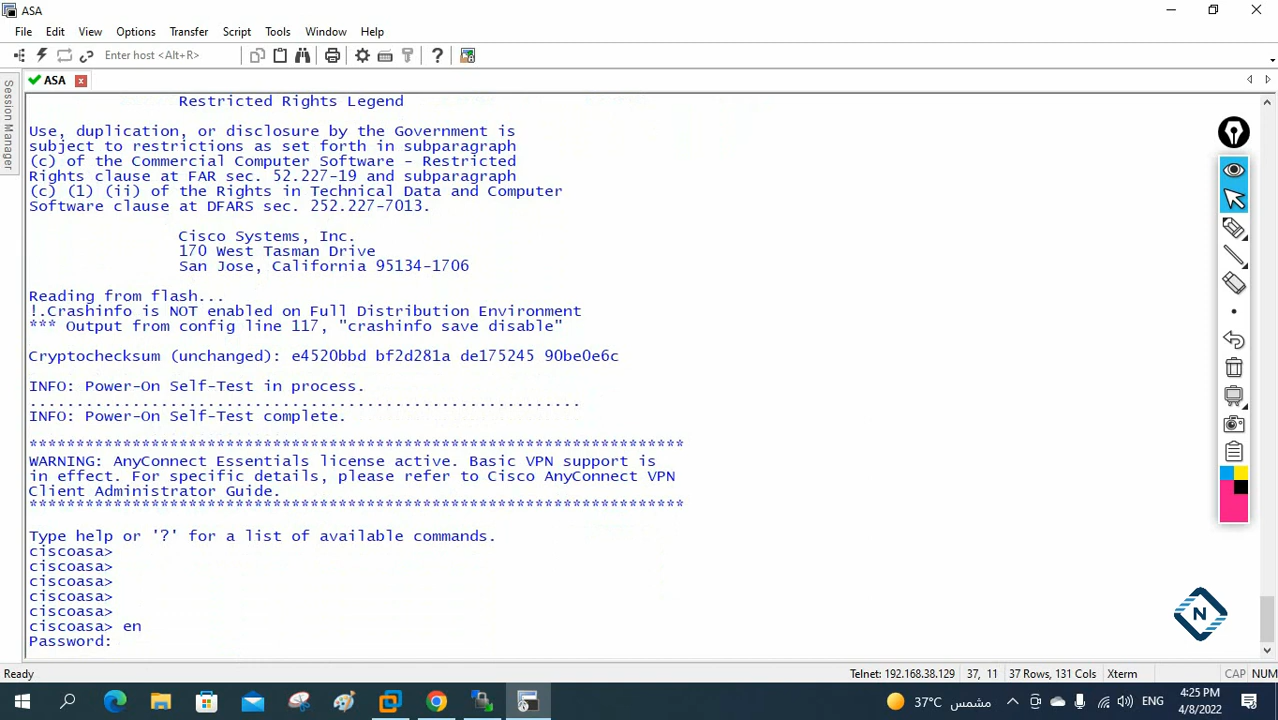 ASA
File Edit View Options Transfer Script Tools Window Help
Enter host <Alt+R>
ASA
Session Manager
Restricted Rights Legend
Use, duplication, or disclosure by the Government is
subject to restrictions as set forth in subparagraph
(c) of the Commercial Computer Software - Restricted
Rights clause at FAR sec. 52.227-19 and subparagraph
(c) (1) (ii) of the Rights in Technical Data and Computer
Software clause at DFARS sec. 252.227-7013.
Cisco Systems, Inc.
170 West Tasman Drive
San Jose, California 95134-1706
Reading from flash...
!.Crashinfo is NOT enabled on Full Distribution Environment
*** Output from config line 117, "crashinfo save disable"
Cryptochecksum (unchanged): e4520bbd bf2d281a de175245 90be0e6c
INFO: Power-On Self-Test in process.
...........................................................
INFO: Power-On Self-Test complete.
**********************************************************************
WARNING: AnyConnect Essentials license active. Basic VPN support is
in effect. For specific details, please refer to Cisco AnyConnect VPN
Client Administrator Guide.
**********************************************************************
Type help or '?' for a list of available commands.
ciscoasa>
ciscoasa>
ciscoasa>
ciscoasa>
ciscoasa>
ciscoasa> en
Password:
N
Ready Telnet: 192.168.38.129 37, 11 37 Rows, 131 Cols Xterm CAP NUM
37°C مشمس ENG 4:25 PM
4/8/2022